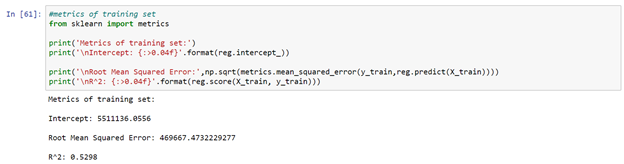 In [61]:
#metrics of training set
from sklearn import metrics
print('Metrics of training set:')
print('\nIntercept: {:>0.04f}'.format(reg.intercept_))
print('\nRoot Mean Squared Error:',np.sqrt(metrics.mean_squared_error(y_train,reg.predict(X_train))))
print('\nR^2: {:>0.04f}'.format(reg.score(X_train, y_train)))
Metrics of training set:
Intercept: 5511136.0556
Root Mean Squared Error: 469667.4732229277
R^2: 0.5298